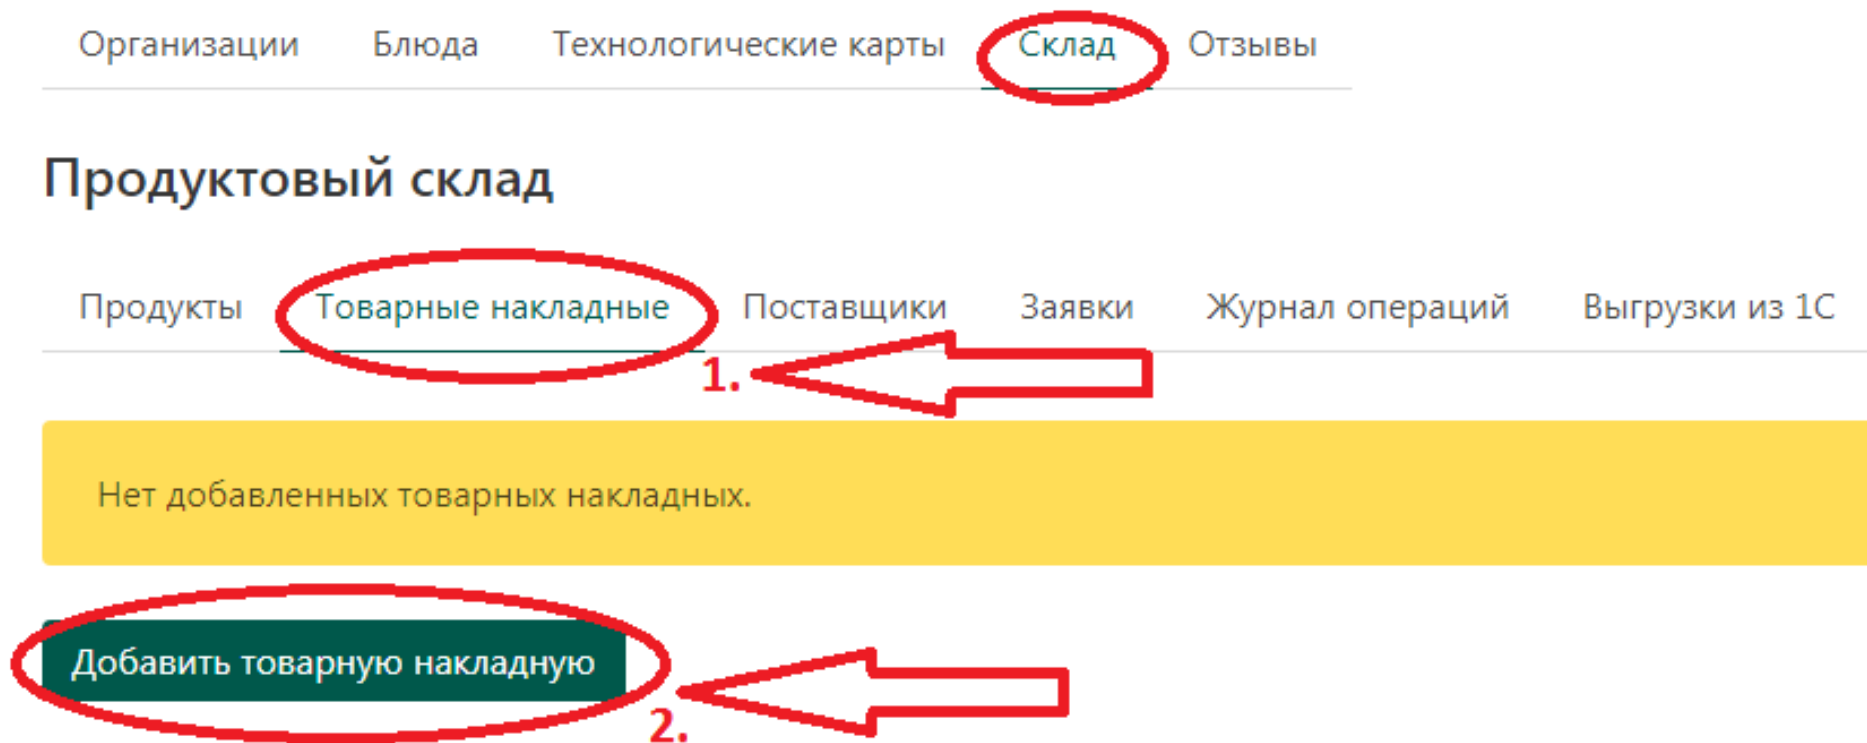 Организации Блюда Технологические карты Склад Отзывы
Продуктовый склад
Продукты Товарные накладные Поставщики Заявки Журнал операций Выгрузки из 1С
1.
Нет добавленных товарных накладных.
Добавить товарную накладную
2.